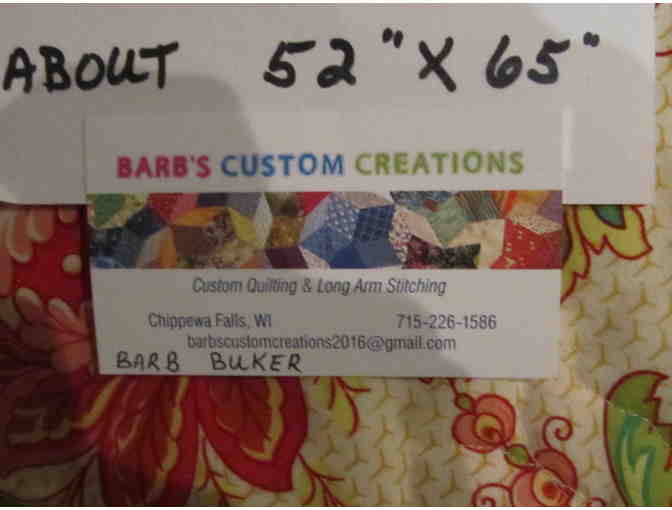 ABOUT 52" X 65"
BARB'S CUSTOM CREATIONS
Custom Quilting & Long Arm Stitching
Chippewa Falls, WI 715-226-1586
barbscustomcreations2016@gmail.com
BARB BUKER